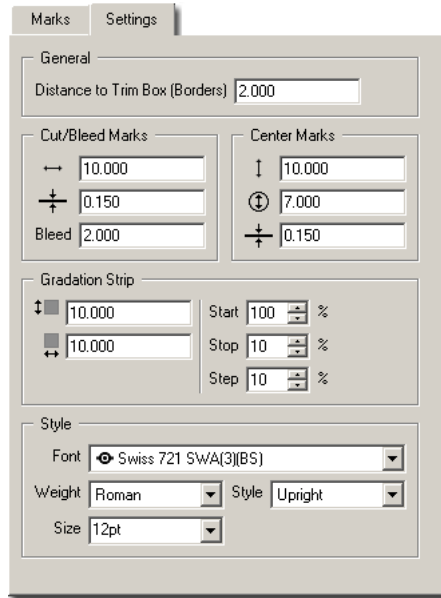 Marks Settings
General
Distance to Trim Box (Borders) 2.000
Cut/Bleed Marks Center Marks
10.000 10.000
0.150 7.000
Bleed 2.000 0.150
Gradation Strip
10.000 Start 100 %
10.000 Stop 10 %
Step 10 %
Style
Font Swiss 721 SWA(3)(BS)
Weight Roman Style Upright
Size 12pt